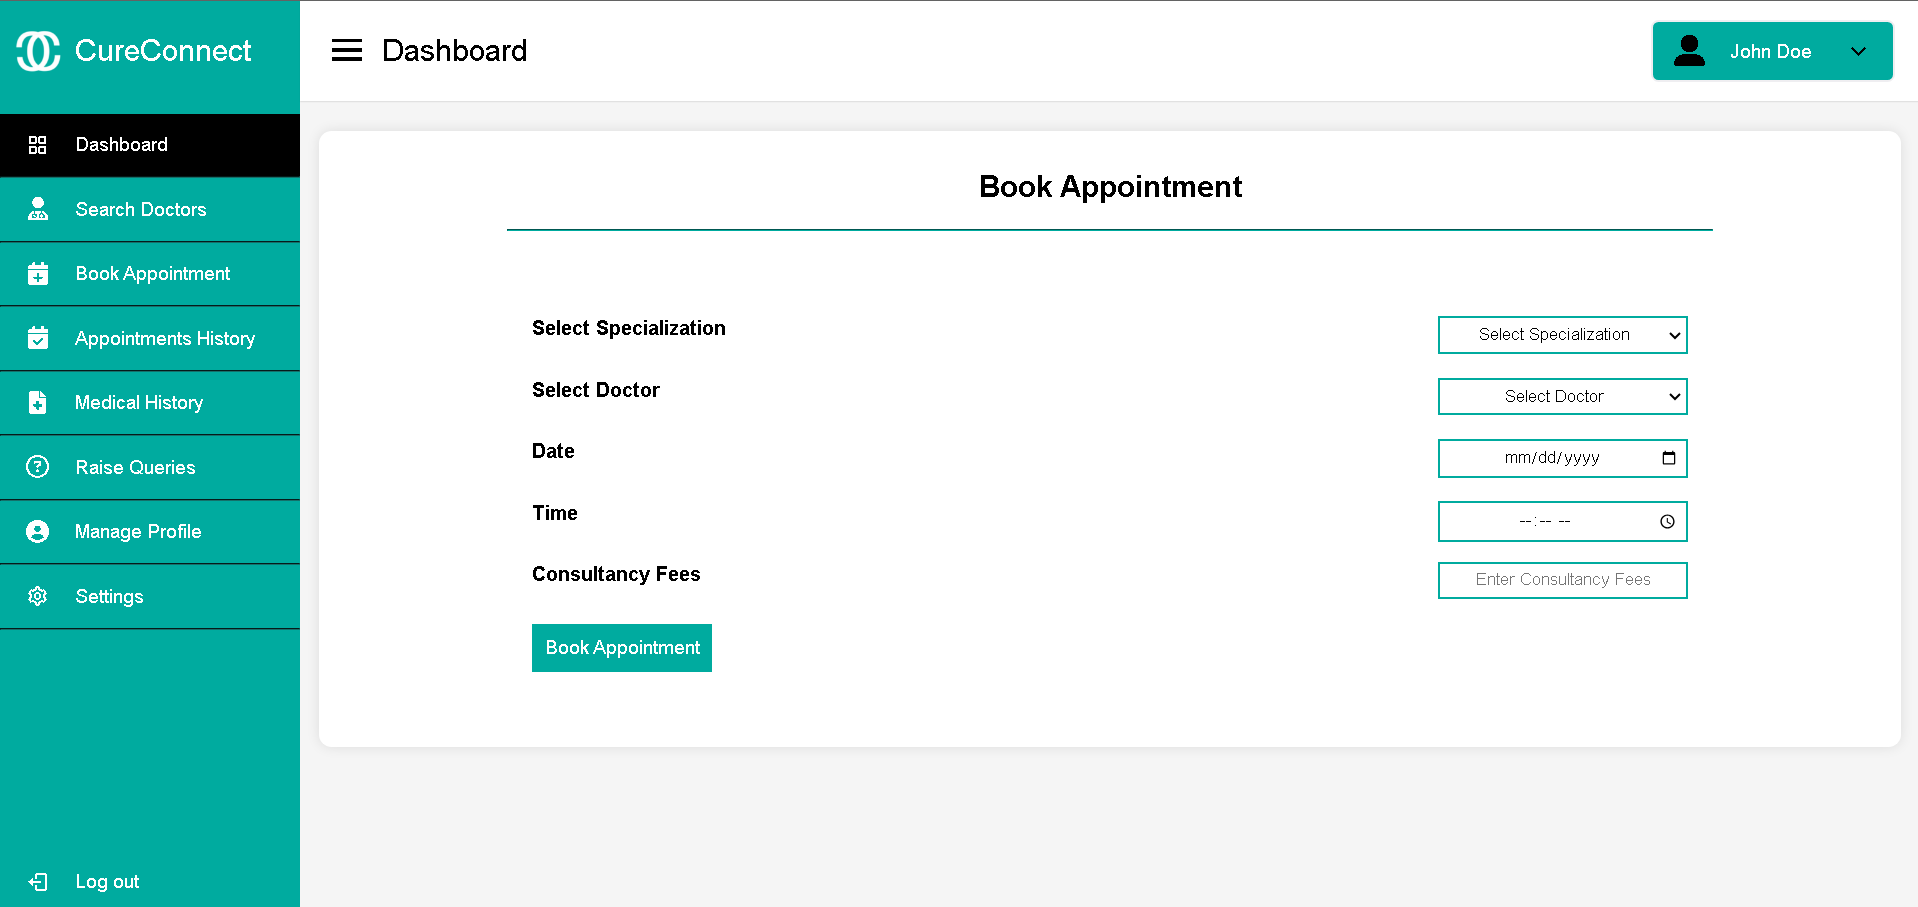 CureConnect
Dashboard
John Doe
Dashboard
Search Doctors
Book Appointment
Appointments History
Medical History
Raise Queries
Manage Profile
Settings
Log out
Book Appointment
Select Specialization
Select Specialization
Select Doctor
Select Doctor
Date
mm/dd/yyyy
Time
--:-- --
Consultancy Fees
Enter Consultancy Fees
Book Appointment